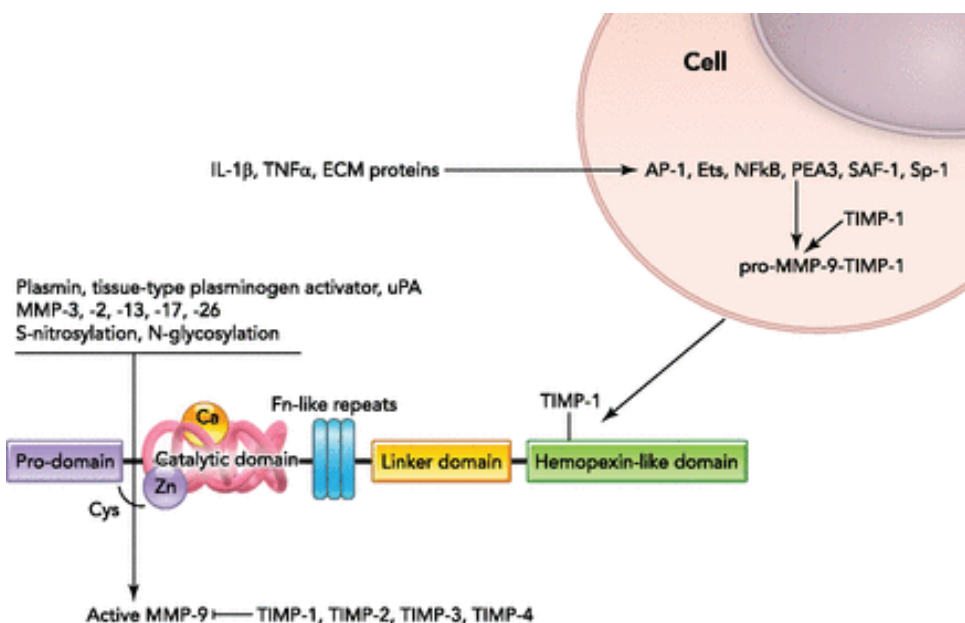 Cell
IL-1β, TNFα, ECM proteins
AP-1, Ets, NFkB, PEA3, SAF-1, Sp-1
TIMP-1
pro-MMP-9-TIMP-1
Plasmin, tissue-type plasminogen activator, uPA
MMP-3, -2, -13, -17, -26
S-nitrosylation, N-glycosylation
Fn-like repeats
TIMP-1
Ca
Pro-domain
Catalytic domain
Linker domain
Hemopexin-like domain
Zn
Cys
Active MMP-9
TIMP-1, TIMP-2, TIMP-3, TIMP-4